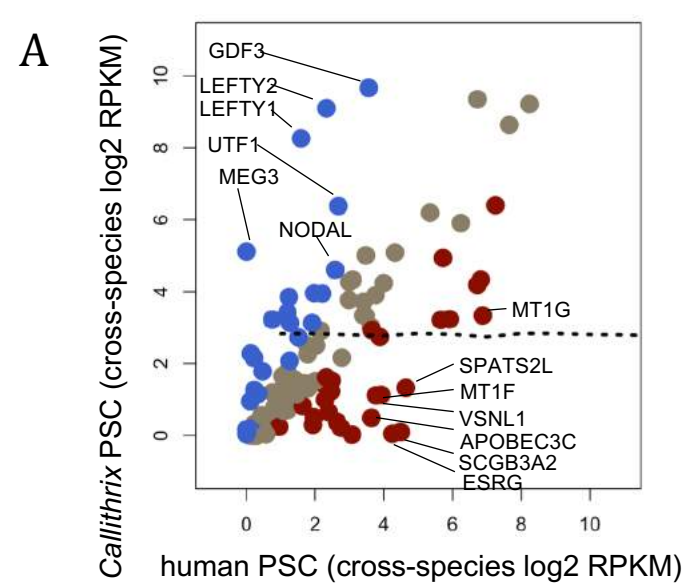 A
Callithrix PSC (cross-species log2 RPKM)
10
8
6
4
2
0
GDF3
LEFTY2
LEFTY1
UTF1
MEG3
NODAL
MT1G
SPATS2L
MT1F
VSNL1
APOBEC3C
SCGB3A2
ESRG
0 2 4 6 8 10
human PSC (cross-species log2 RPKM)